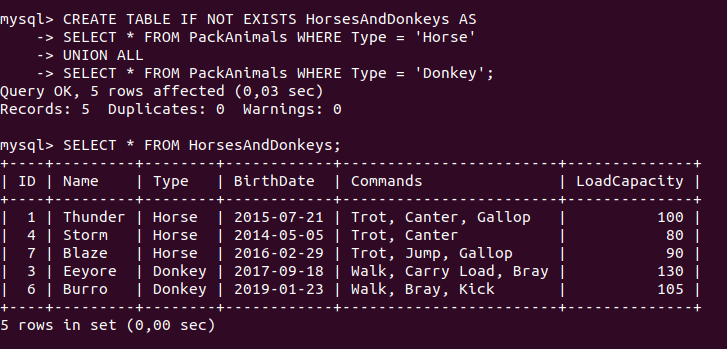 mysql> CREATE TABLE IF NOT EXISTS HorsesAndDonkeys AS
    -> SELECT * FROM PackAnimals WHERE Type = 'Horse'
    -> UNION ALL
    -> SELECT * FROM PackAnimals WHERE Type = 'Donkey';
Query OK, 5 rows affected (0,03 sec)
Records: 5  Duplicates: 0  Warnings: 0

mysql> SELECT * FROM HorsesAndDonkeys;
+----+---------+--------+------------+------------------------+--------------+
| ID | Name    | Type   | BirthDate  | Commands               | LoadCapacity |
+----+---------+--------+------------+------------------------+--------------+
|  1 | Thunder | Horse  | 2015-07-21 | Trot, Canter, Gallop   |          100 |
|  4 | Storm   | Horse  | 2014-05-05 | Trot, Canter           |           80 |
|  7 | Blaze   | Horse  | 2016-02-29 | Trot, Jump, Gallop     |           90 |
|  3 | Eeyore  | Donkey | 2017-09-18 | Walk, Carry Load, Bray |          130 |
|  6 | Burro   | Donkey | 2019-01-23 | Walk, Bray, Kick       |          105 |
+----+---------+--------+------------+------------------------+--------------+
5 rows in set (0,00 sec)